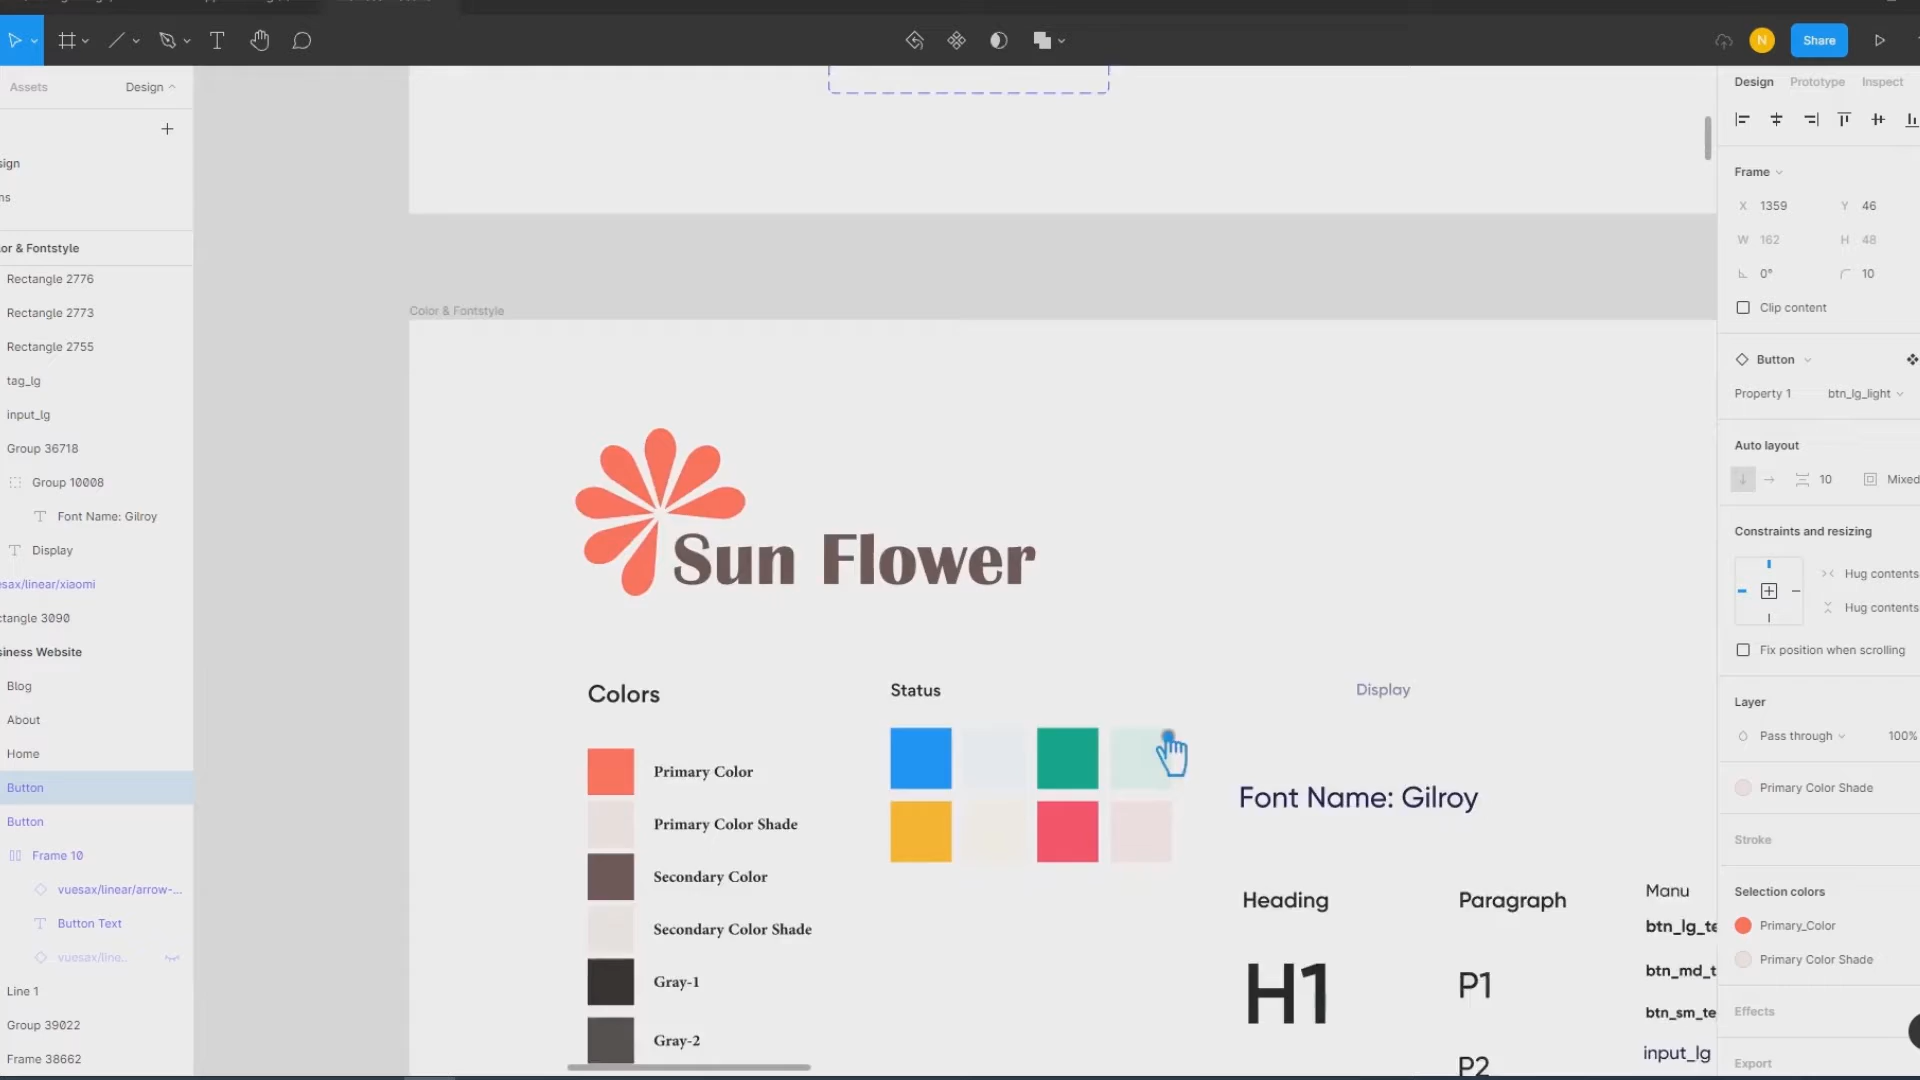 N
Share
Assets
Design
Design
Prototype
Inspect
Frame
X 1359
Y 46
W 162
H 48
0°
10
Clip content
Button
Property 1
btn_lg_light
Auto layout
10
Mixed
Constraints and resizing
Hug contents
Hug contents
Fix position when scrolling
Layer
Pass through
100%
Primary Color Shade
Stroke
Selection colors
Primary_Color
Primary Color Shade
Effects
Export
sign
ns
or & Fontstyle
Rectangle 2776
Rectangle 2773
Rectangle 2755
tag_lg
input_lg
Group 36718
Group 10008
Font Name: Gilroy
Display
esax/linear/xiaomi
ctangle 3090
siness Website
Blog
About
Home
Button
Button
Frame 10
vuesax/linear/arrow-...
Button Text
vuesax/line..
Line 1
Group 39022
Frame 38662
Color & Fontstyle
Sun Flower
Colors
Primary Color
Primary Color Shade
Secondary Color
Secondary Color Shade
Gray-1
Gray-2
Status
Display
Font Name: Gilroy
Heading
H1
Paragraph
P1
P2
Manu
btn_lg_te
btn_md_t
btn_sm_te
input_lg